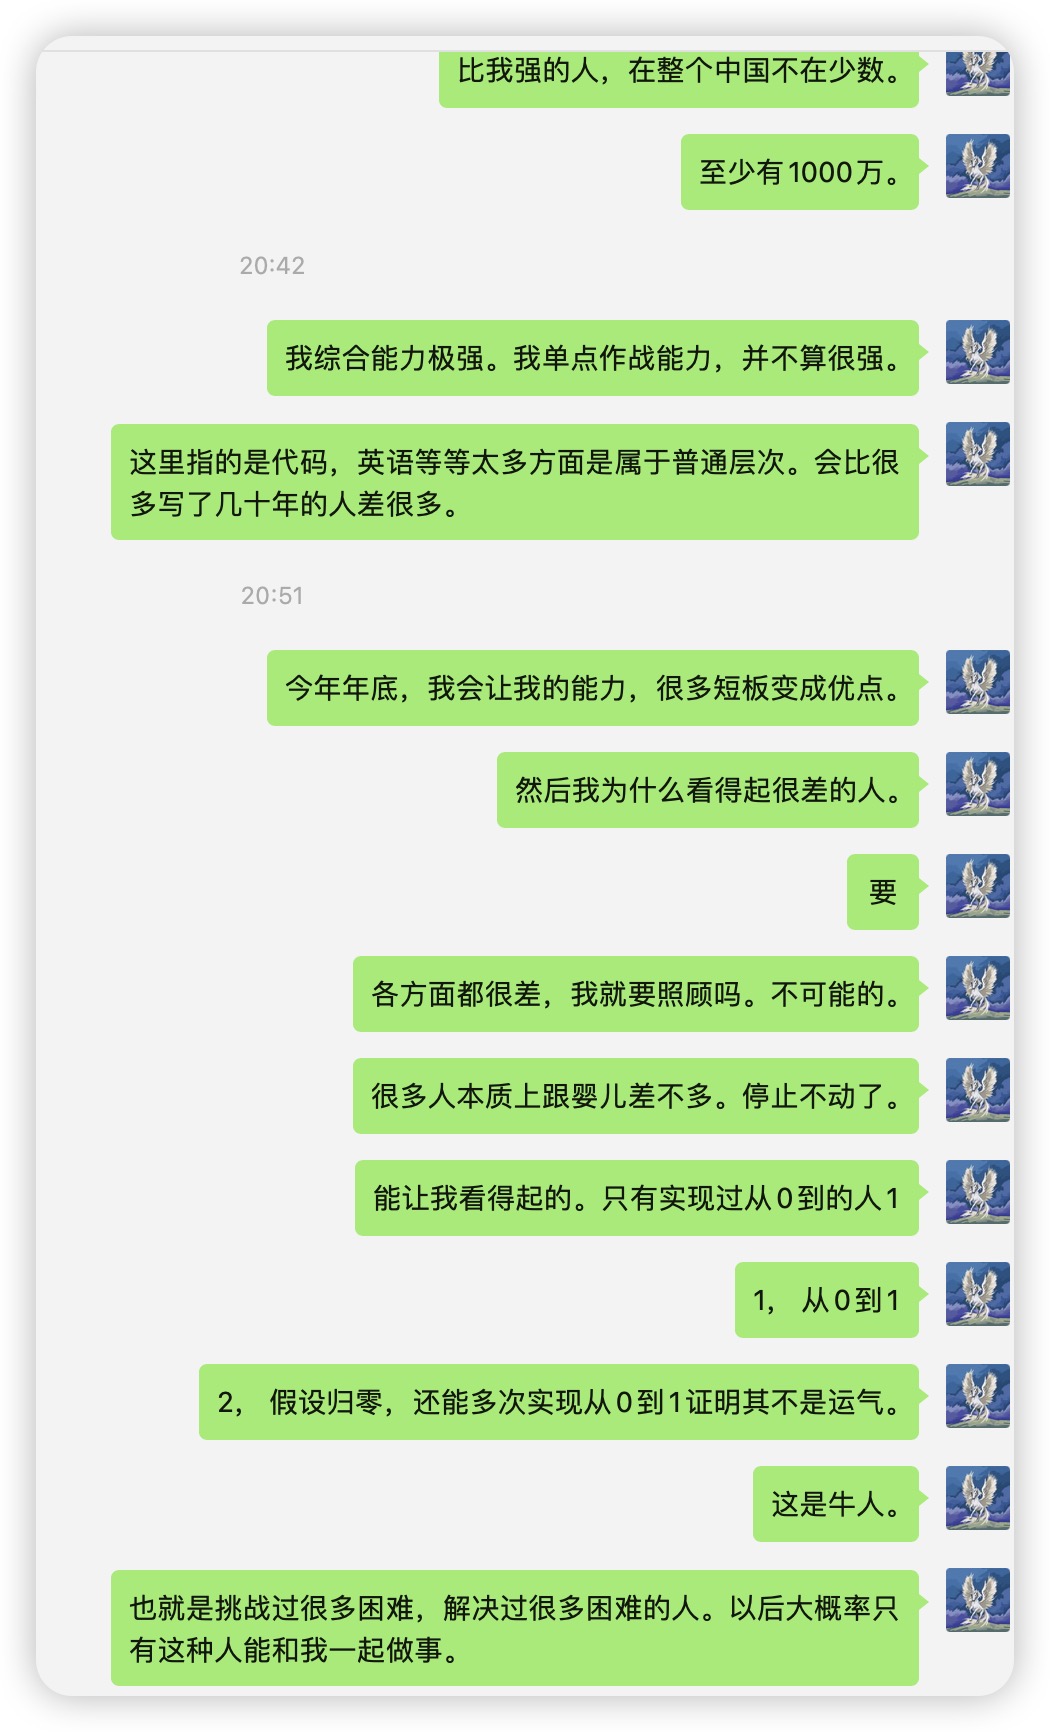 比我强的人，在整个中国不在少数。
至少有1000万。
20:42
我综合能力极强。我单点作战能力，并不算很强。
这里指的是代码，英语等等太多方面是属于普通层次。会比很
多写了几十年的人差很多。
20:51
今年年底，我会让我的能力，很多短板变成优点。
然后我为什么看得起很差的人。
要
各方面都很差，我就要照顾吗。不可能的。
很多人本质上跟婴儿差不多。停止不动了。
能让我看得起的。只有实现过从0到的人1
1， 从0到1
2， 假设归零，还能多次实现从0到1证明其不是运气。
这是牛人。
也就是挑战过很多困难，解决过很多困难的人。以后大概率只
有这种人能和我一起做事。